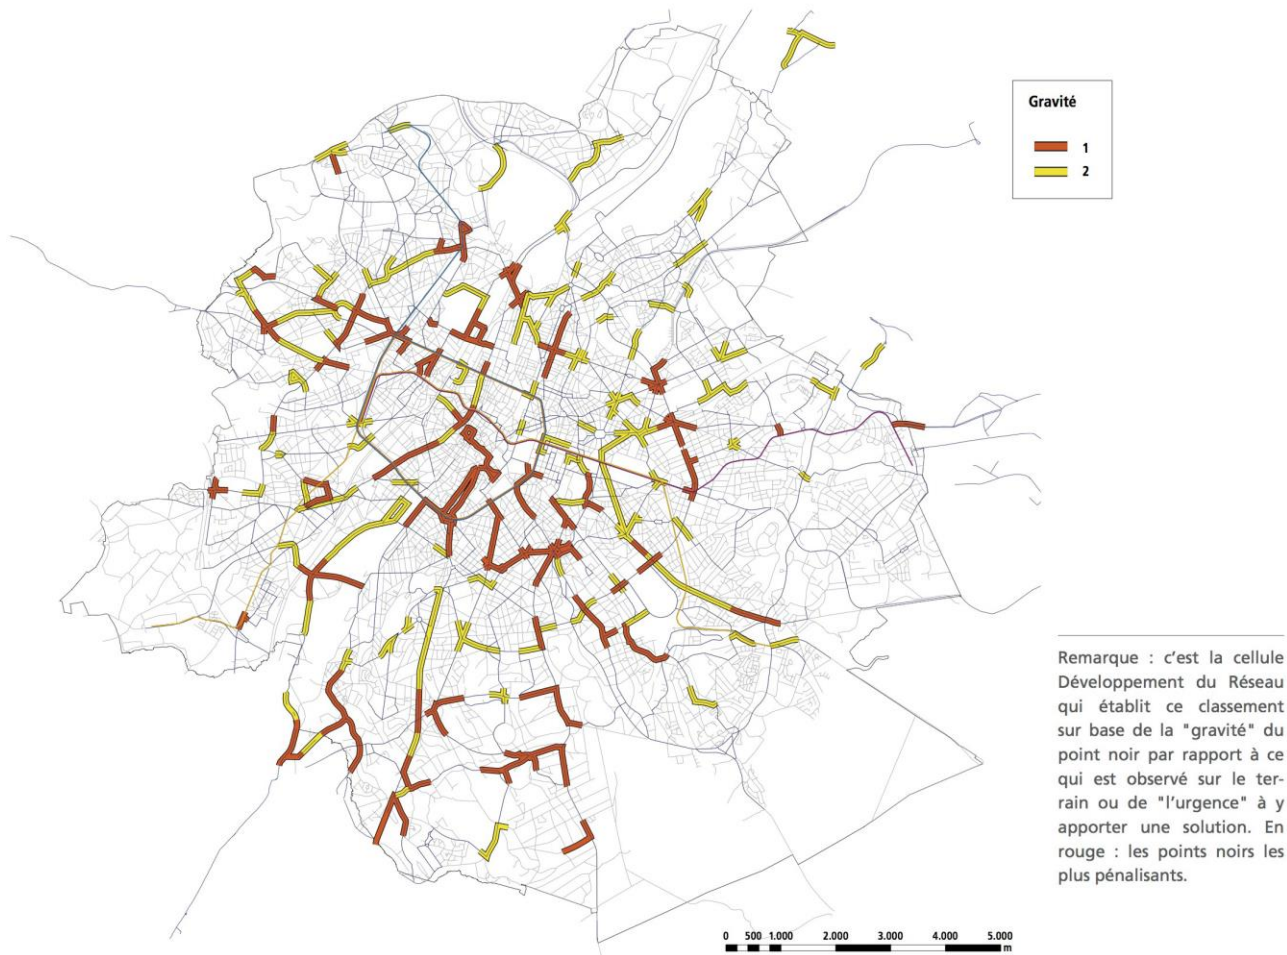 Gravité
1
2
Remarque : c'est la cellule
Développement du Réseau
qui établit ce classement
sur base de la "gravité" du
point noir par rapport à ce
qui est observé sur le ter-
rain ou de "l'urgence" à y
apporter une solution. En
rouge : les points noirs les
plus pénalisants.
0 500 1.000 2.000 3.000 4.000 5.000
m